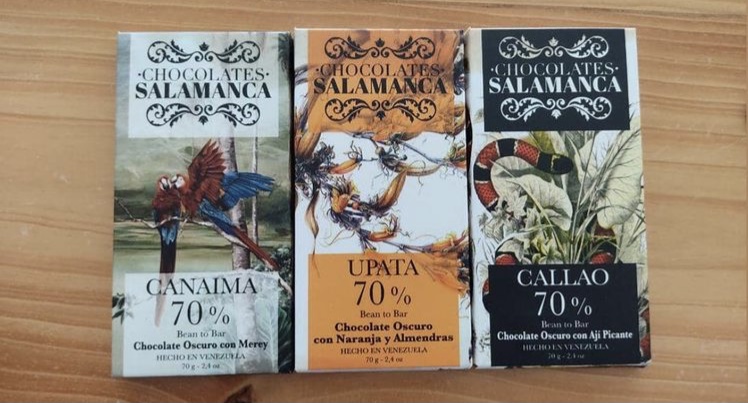 ·CHOCOLATES·
SALAMANCA
CANAIMA
70 %
Bean to Bar
Chocolate Oscuro con Merey
HECHO EN VENEZUELA
70 g - 2,4 oz
·CHOCOLATES·
SALAMANCA
UPATA
70 %
Bean to Bar
Chocolate Oscuro
con Naranja y Almendras
HECHO EN VENEZUELA
70 g - 2,4 oz
·CHOCOLATES·
SALAMANCA
CALLAO
70 %
Bean to Bar
Chocolate Oscuro con Aji Picante
HECHO EN VENEZUELA
70 g - 2,4 oz